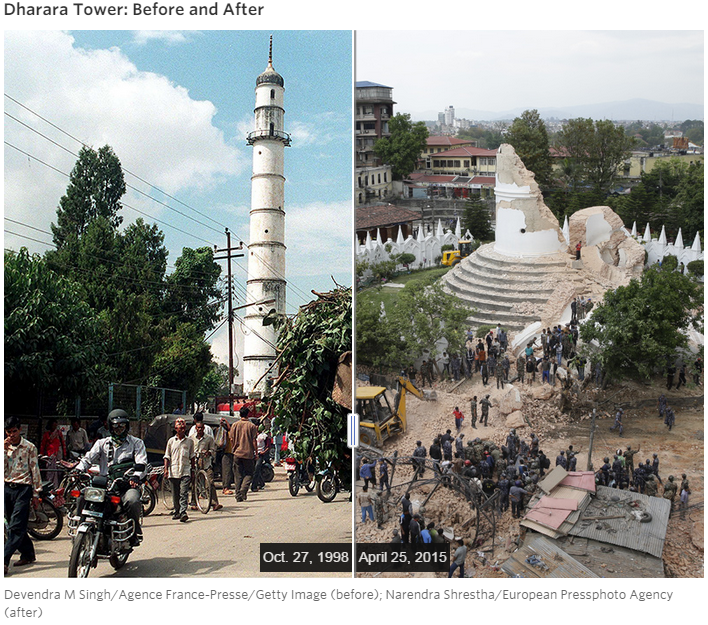 Dharara Tower: Before and After
Oct. 27, 1998
April 25, 2015
Devendra M Singh/Agence France-Presse/Getty Image (before); Narendra Shrestha/European Pressphoto Agency
(after)